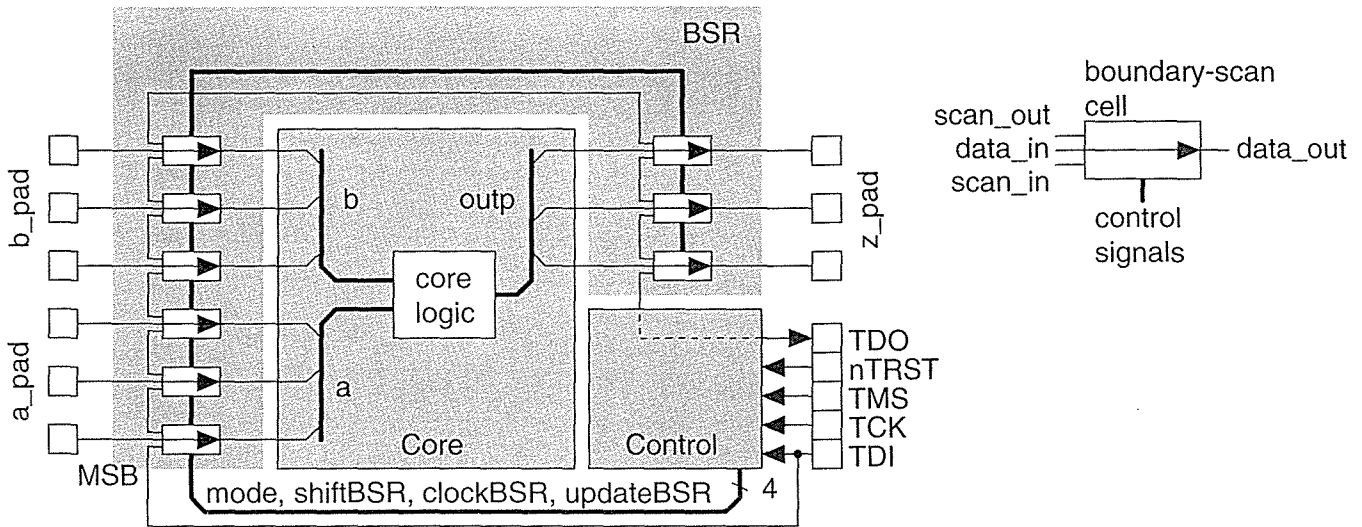 BSR
boundary-scan
cell
scan_out
data_in
scan_in
data_out
control
signals
b_pad
a_pad
b
outp
core
logic
a
Core
z_pad
Control
TDO
nTRST
TMS
TCK
TDI
MSB
mode, shiftBSR, clockBSR, updateBSR
4